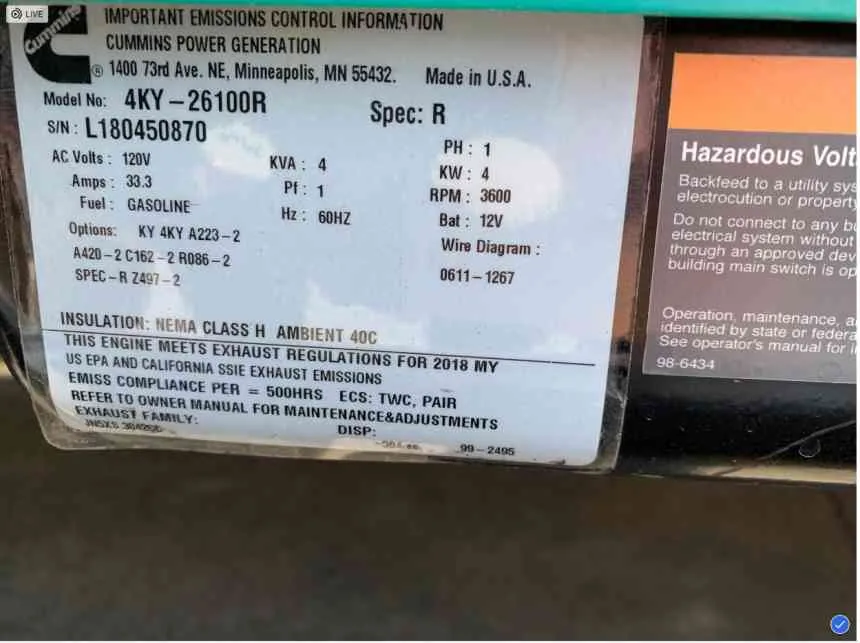 LIVE
Cummins
IMPORTANT EMISSIONS CONTROL INFORMATION
CUMMINS POWER GENERATION
® 1400 73rd Ave. NE, Minneapolis, MN 55432. Made in U.S.A.
Model No: 4KY-26100R Spec: R
S/N : L180450870
AC Volts : 120V KVA : 4 PH : 1
Amps : 33.3 Pf : 1 KW : 4
Fuel : GASOLINE Hz : 60HZ RPM : 3600
Options: KY 4KY A223-2 Bat : 12V
A420-2 C162-2 R086-2 Wire Diagram :
SPEC-R Z497-2 0611-1267
INSULATION: NEMA CLASS H AMBIENT 40C
THIS ENGINE MEETS EXHAUST REGULATIONS FOR 2018 MY
US EPA AND CALIFORNIA SSIE EXHAUST EMISSIONS
EMISS COMPLIANCE PER = 500HRS ECS: TWC, PAIR
REFER TO OWNER MANUAL FOR MAINTENANCE&ADJUSTMENTS
EXHAUST FAMILY: DISP:
99-2495
Hazardous Volt
Backfeed to a utility sys
electrocution or property
Do not connect to any bu
electrical system without
through an approved dev
building main switch is op
Operation, maintenance, a
identified by state or federa
See operator's manual for
98-6434